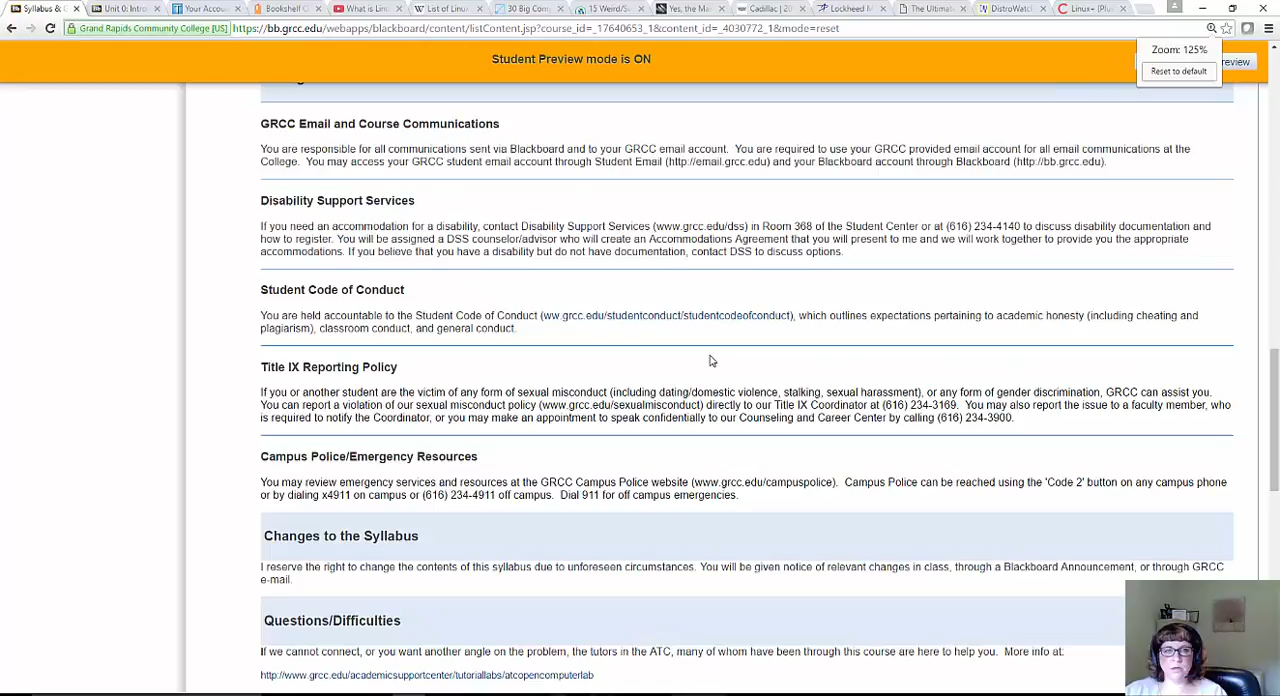 Syllabus & G
Unit 0: Intro
Your Accou
Bookshelf C
What is Linu
List of Linux
30 Big Com
15 Weird/Su
Yes, the Ma
Cadillac | 20
Lockheed M
The Ultimat
DistroWatch
Linux+ (Plu
Grand Rapids Community College [US]
https://bb.grcc.edu/webapps/blackboard/content/listContent.jsp?course_id=_17640653_1&content_id=_4030772_1&mode=reset
Student Preview mode is ON
Zoom: 125%
Reset to default
review
GRCC Email and Course Communications
You are responsible for all communications sent via Blackboard and to your GRCC email account. You are required to use your GRCC provided email account for all email communications at the
College. You may access your GRCC student email account through Student Email (http://email.grcc.edu) and your Blackboard account through Blackboard (http://bb.grcc.edu).
Disability Support Services
If you need an accommodation for a disability, contact Disability Support Services (www.grcc.edu/dss) in Room 368 of the Student Center or at (616) 234-4140 to discuss disability documentation and
how to register. You will be assigned a DSS counselor/advisor who will create an Accommodations Agreement that you will present to me and we will work together to provide you the appropriate
accommodations. If you believe that you have a disability but do not have documentation, contact DSS to discuss options.
Student Code of Conduct
You are held accountable to the Student Code of Conduct (ww.grcc.edu/studentconduct/studentcodeofconduct), which outlines expectations pertaining to academic honesty (including cheating and
plagiarism), classroom conduct, and general conduct.
Title IX Reporting Policy
If you or another student are the victim of any form of sexual misconduct (including dating/domestic violence, stalking, sexual harassment), or any form of gender discrimination, GRCC can assist you.
You can report a violation of our sexual misconduct policy (www.grcc.edu/sexualmisconduct) directly to our Title IX Coordinator at (616) 234-3169. You may also report the issue to a faculty member, who
is required to notify the Coordinator, or you may make an appointment to speak confidentially to our Counseling and Career Center by calling (616) 234-3900.
Campus Police/Emergency Resources
You may review emergency services and resources at the GRCC Campus Police website (www.grcc.edu/campuspolice). Campus Police can be reached using the 'Code 2' button on any campus phone
or by dialing x4911 on campus or (616) 234-4911 off campus. Dial 911 for off campus emergencies.
Changes to the Syllabus
I reserve the right to change the contents of this syllabus due to unforeseen circumstances. You will be given notice of relevant changes in class, through a Blackboard Announcement, or through GRCC
e-mail.
Questions/Difficulties
If we cannot connect, or you want another angle on the problem, the tutors in the ATC, many of whom have been through this course are here to help you. More info at:
http://www.grcc.edu/academicsupportcenter/tutoriallabs/atcopencomputerlab